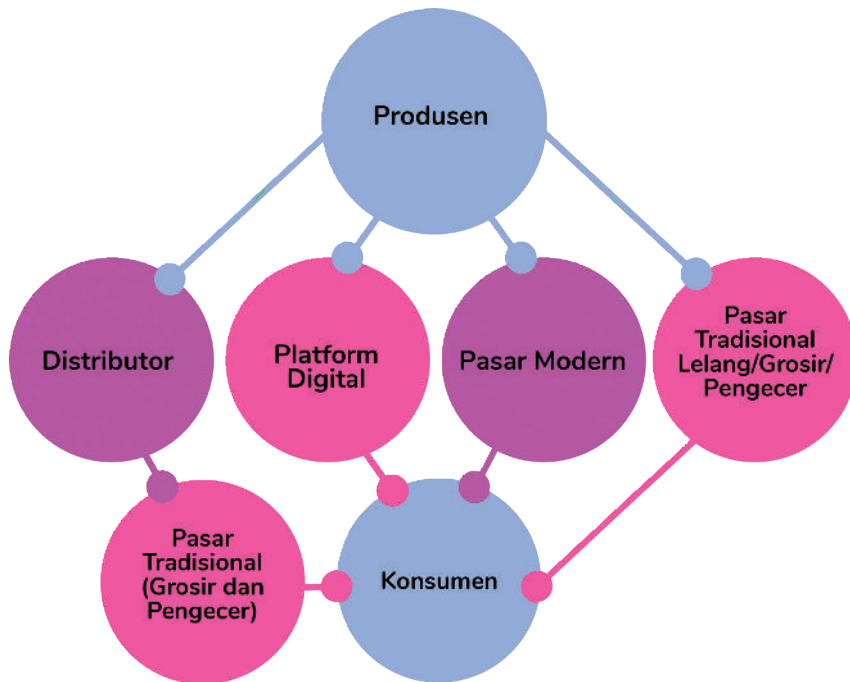 Produsen
Distributor
Platform
Digital
Pasar Modern
Pasar
Tradisional
Lelang/Grosir/
Pengecer
Pasar
Tradisional
(Grosir dan
Pengecer)
Konsumen